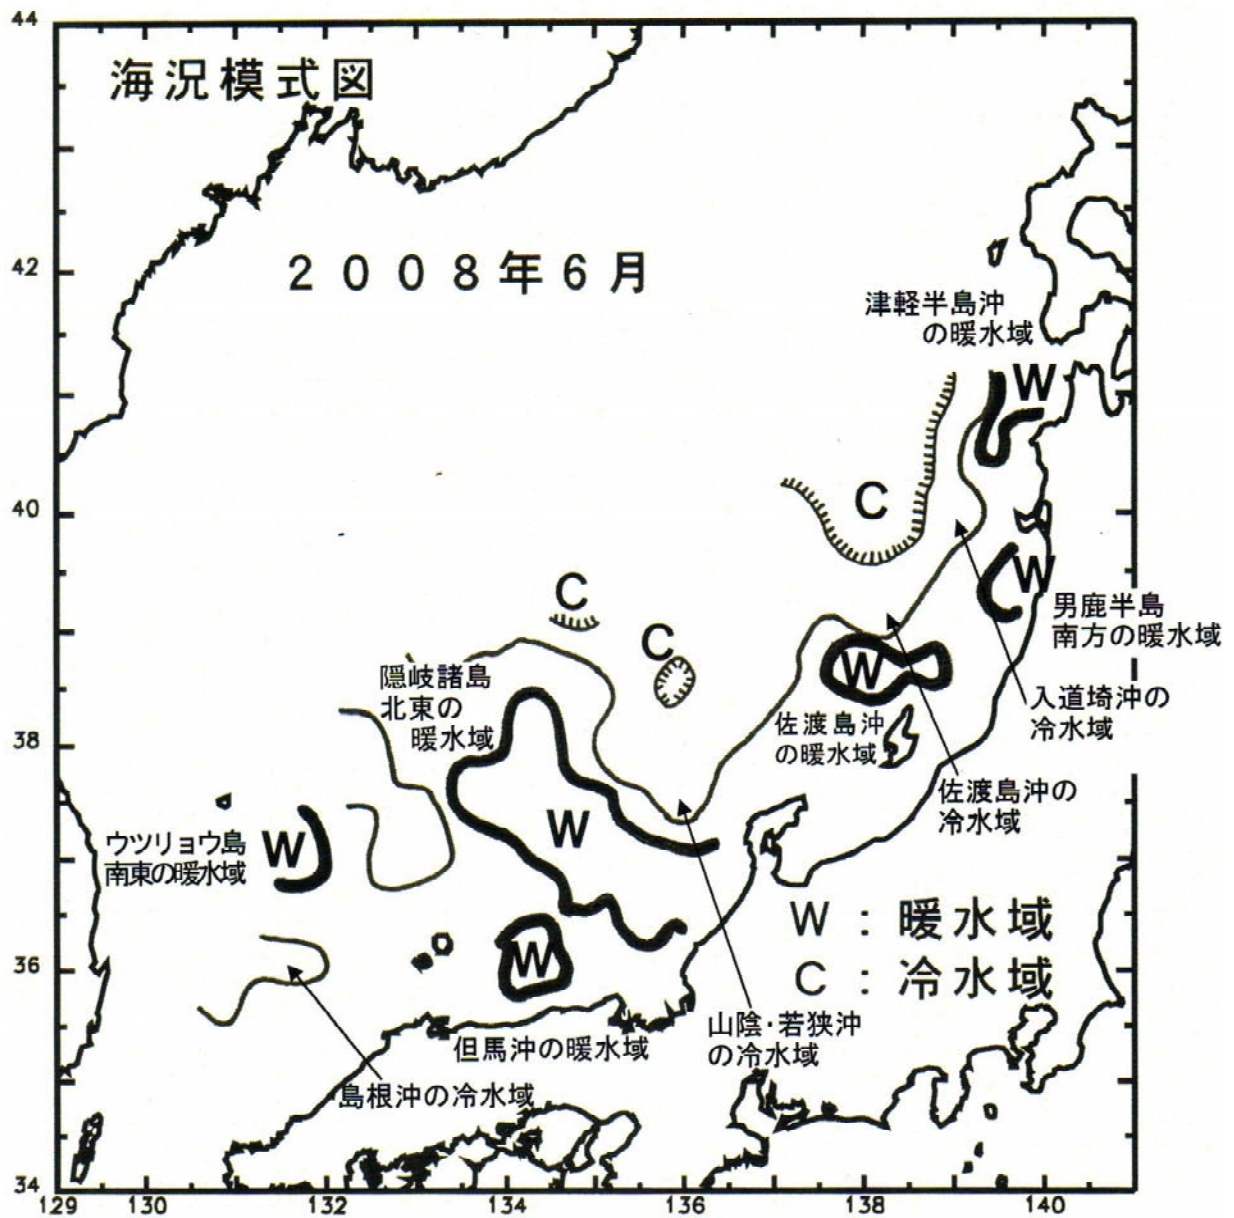 44
海況模式図
2008年6月
42
津軽半島沖
の暖水域
W
C
40
C
W
男鹿半島
南方の暖水域
C
隠岐諸島
北東の
暖水域
W
入道埼沖の
冷水域
佐渡島沖
の暖水域
38
佐渡島沖の
冷水域
ウツリョウ島
南東の暖水域
W
W
W : 暖水域
36
W
C : 冷水域
山陰・若狭沖
の冷水域
但馬沖の暖水域
島根沖の冷水域
34
129 130 132 134 136 138 140